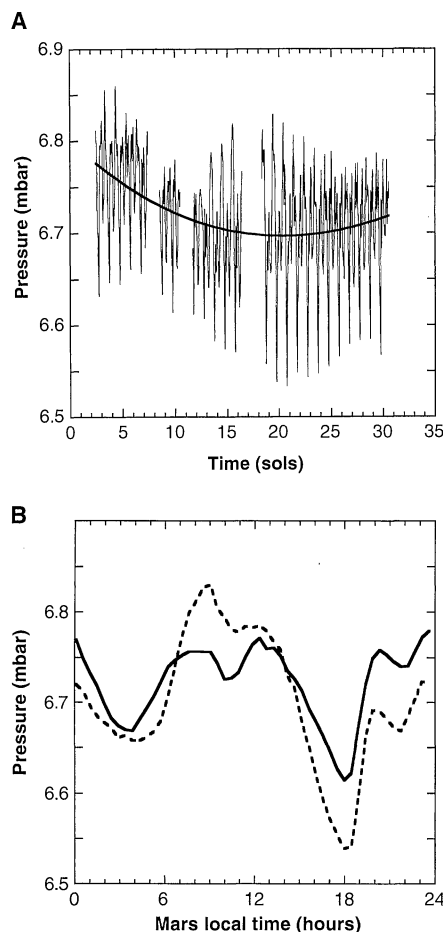 A
6.9
6.8
6.7
6.6
6.5
Pressure (mbar)
0 5 10 15 20 25 30 35
Time (sols)
B
6.8
6.7
6.6
6.5
Pressure (mbar)
0 6 12 18 24
Mars local time (hours)